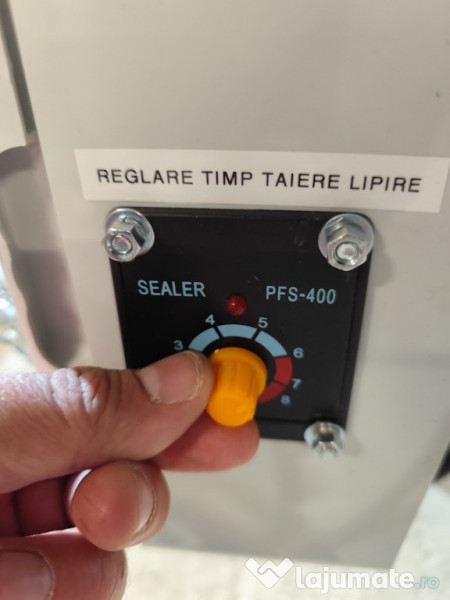 REGLARE TIMP TAIERE LIPIRE
SEALER PFS-400
3 4 5 6 7 8
lajumate.ro